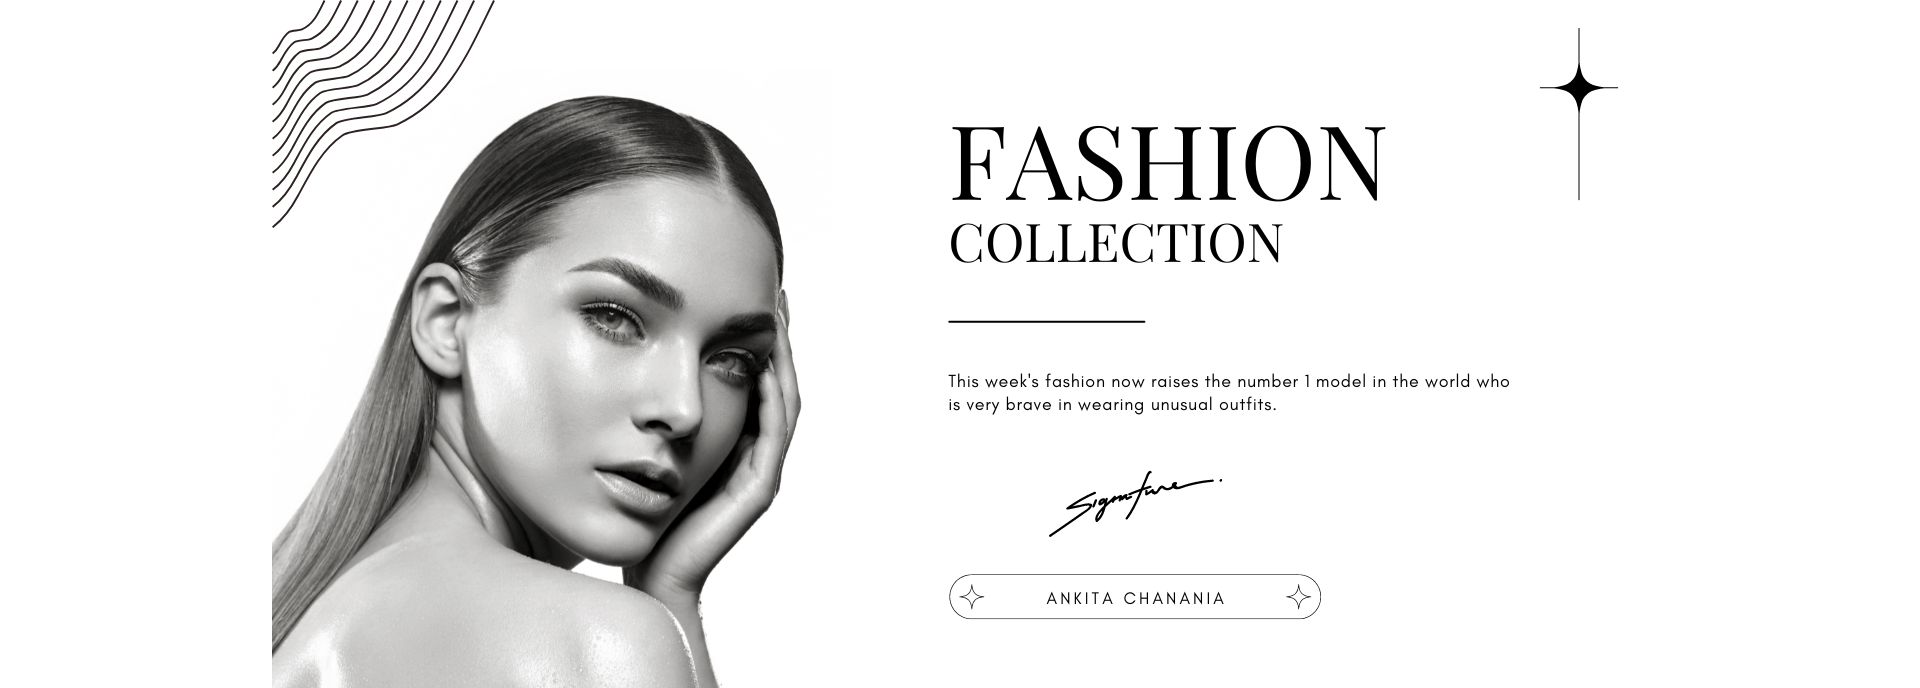 FASHION
COLLECTION
This week's fashion now raises the number 1 model in the world who
is very brave in wearing unusual outfits.
Signature
ANKITA CHANANIA